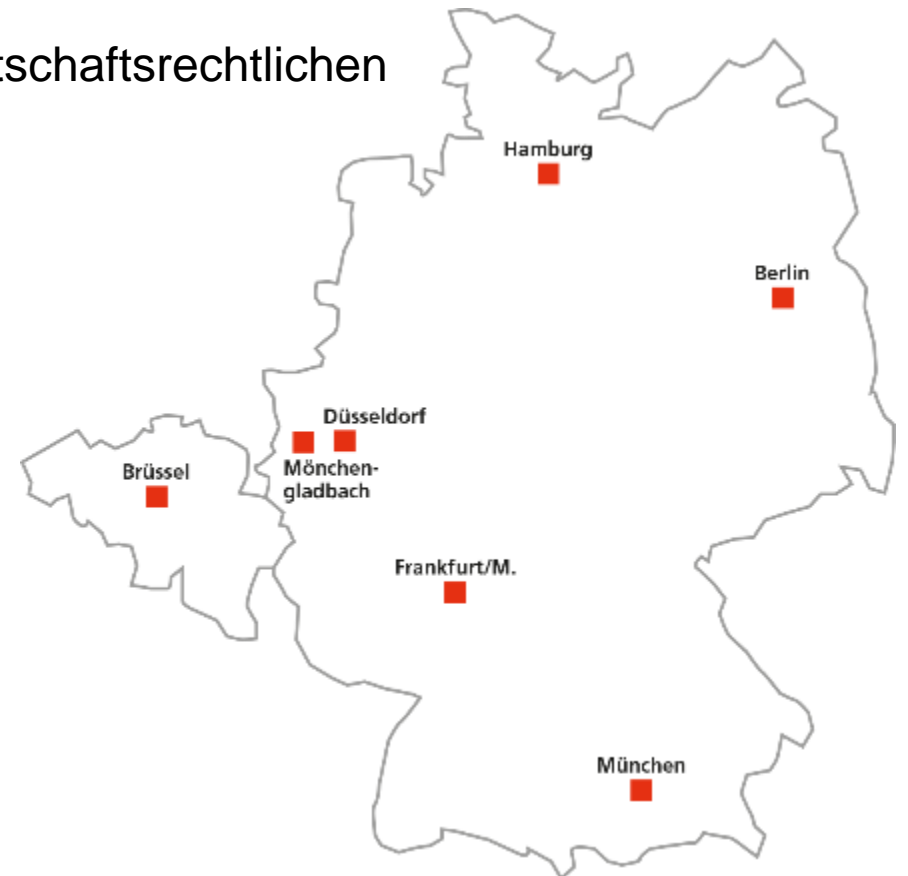 tschaftsrechtlichen
Hamburg
Berlin
Düsseldorf
Mönchen-
gladbach
Brüssel
Frankfurt/M.
München